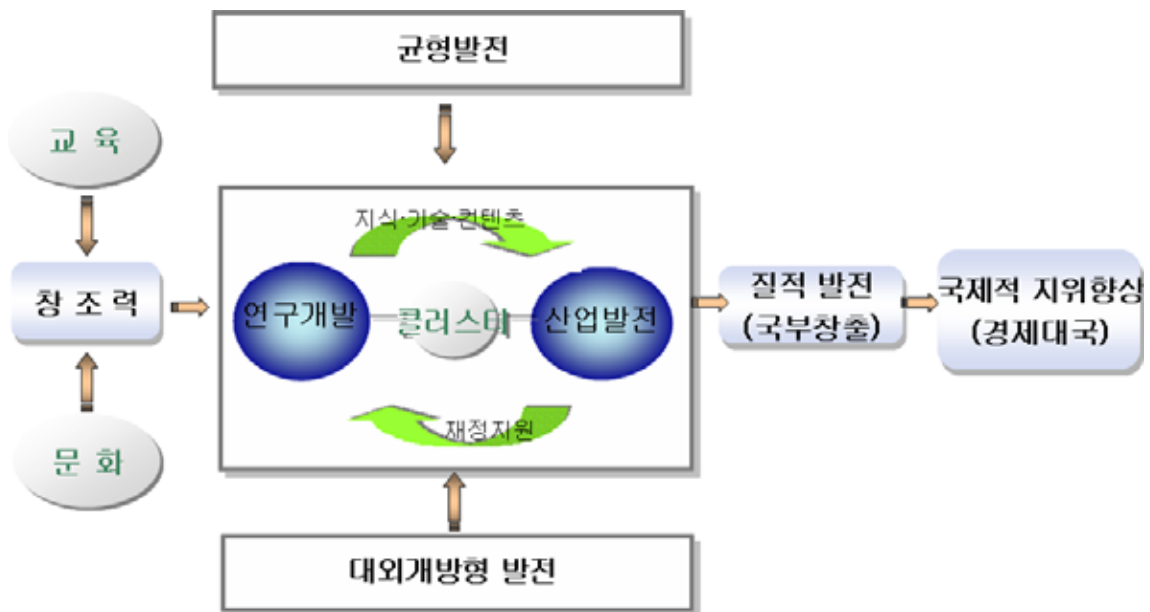 균형발전
교 육
지식·기술·컨텐츠
창 조 력
연구개발
클러스터
산업발전
질적 발전
(국부창출)
국제적 지위향상
(경제대국)
재정지원
문 화
대외개방형 발전